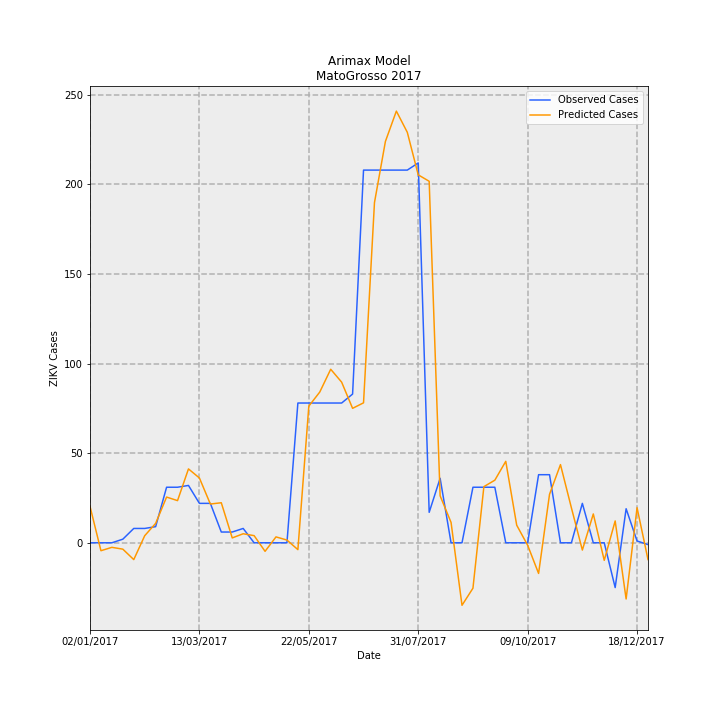 Arimax Model
MatoGrosso 2017
Observed Cases
Predicted Cases
250
200
150
100
50
0
ZIKV Cases
02/01/2017 13/03/2017 22/05/2017 31/07/2017 09/10/2017 18/12/2017
Date